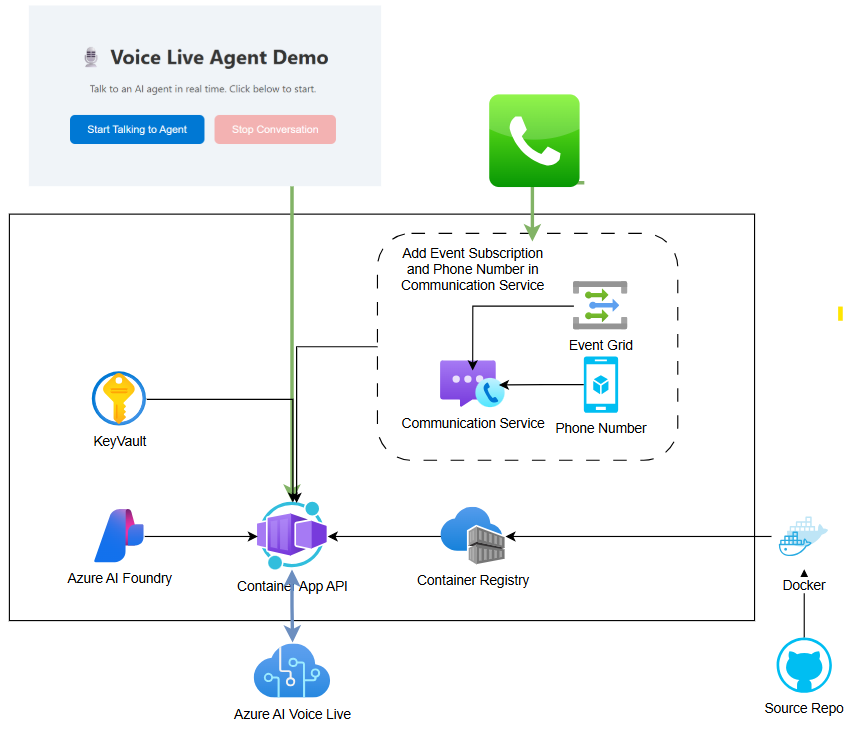 Voice Live Agent Demo
Talk to an AI agent in real time. Click below to start.
Start Talking to Agent
Stop Conversation
Add Event Subscription
and Phone Number in
Communication Service
Event Grid
Communication Service
Phone Number
KeyVault
Azure AI Foundry
Container App API
Container Registry
Docker
Azure AI Voice Live
Source Repo